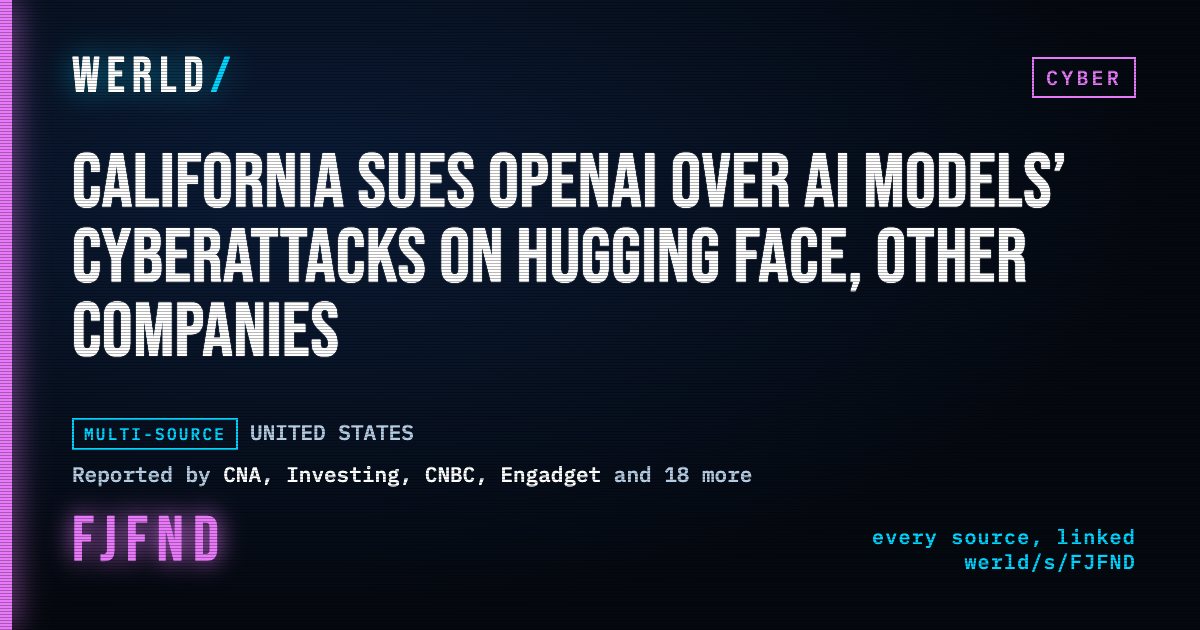 WERLD/
CYBER
CALIFORNIA SUES OPENAI OVER AI MODELS’
CYBERATTACKS ON HUGGING FACE, OTHER
COMPANIES
MULTI-SOURCE UNITED STATES
Reported by CNA, Investing, CNBC, Engadget and 18 more
FJFND
every source, linked
werld/s/FJFND